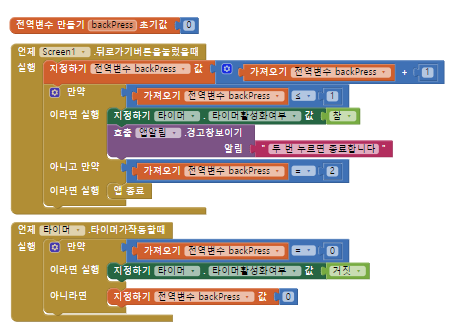 전역변수 만들기 backPress 초기값 0
언제 Screen1 .뒤로가기버튼을눌렀을때
실행 지정하기 전역변수 backPress 값 가져오기 전역변수 backPress + 1
만약 가져오기 전역변수 backPress ≤ 1
이라면 실행 지정하기 타이머 . 타이머활성화여부 값 참
호출 앱알림 .경고창보이기
알림 " 두 번 누르면 종료합니다 "
아니고 만약 가져오기 전역변수 backPress = 2
이라면 실행 앱 종료
언제 타이머 .타이머가작동할때
실행 만약 가져오기 전역변수 backPress = 0
이라면 실행 지정하기 타이머 . 타이머활성화여부 값 거짓
아니라면 지정하기 전역변수 backPress 값 0